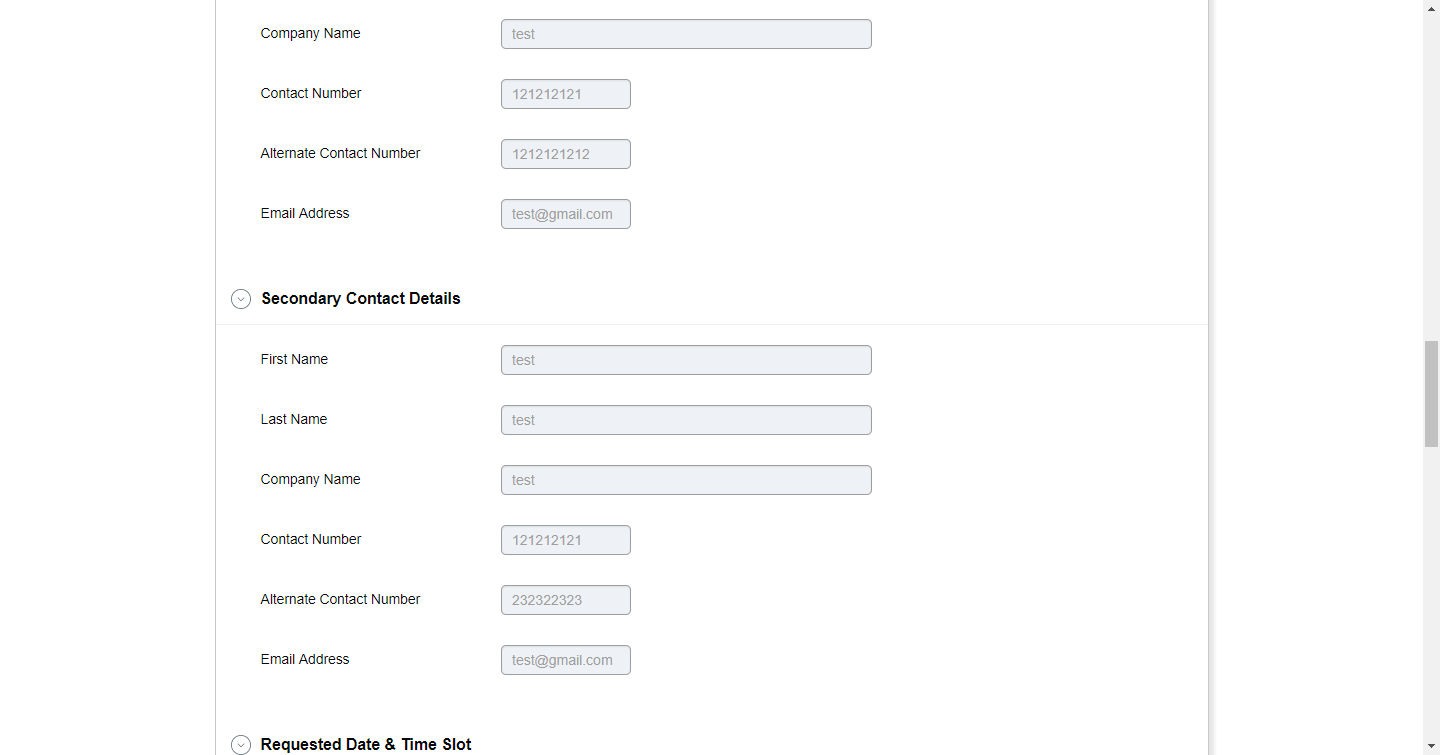 Company Name test
Contact Number 121212121
Alternate Contact Number 1212121212
Email Address test@gmail.com
Secondary Contact Details
First Name test
Last Name test
Company Name test
Contact Number 121212121
Alternate Contact Number 232322323
Email Address test@gmail.com
Requested Date & Time Slot